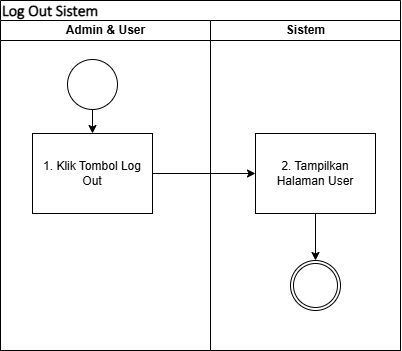 Log Out Sistem
Admin & User
Sistem
1. Klik Tombol Log
Out
2. Tampilkan
Halaman User